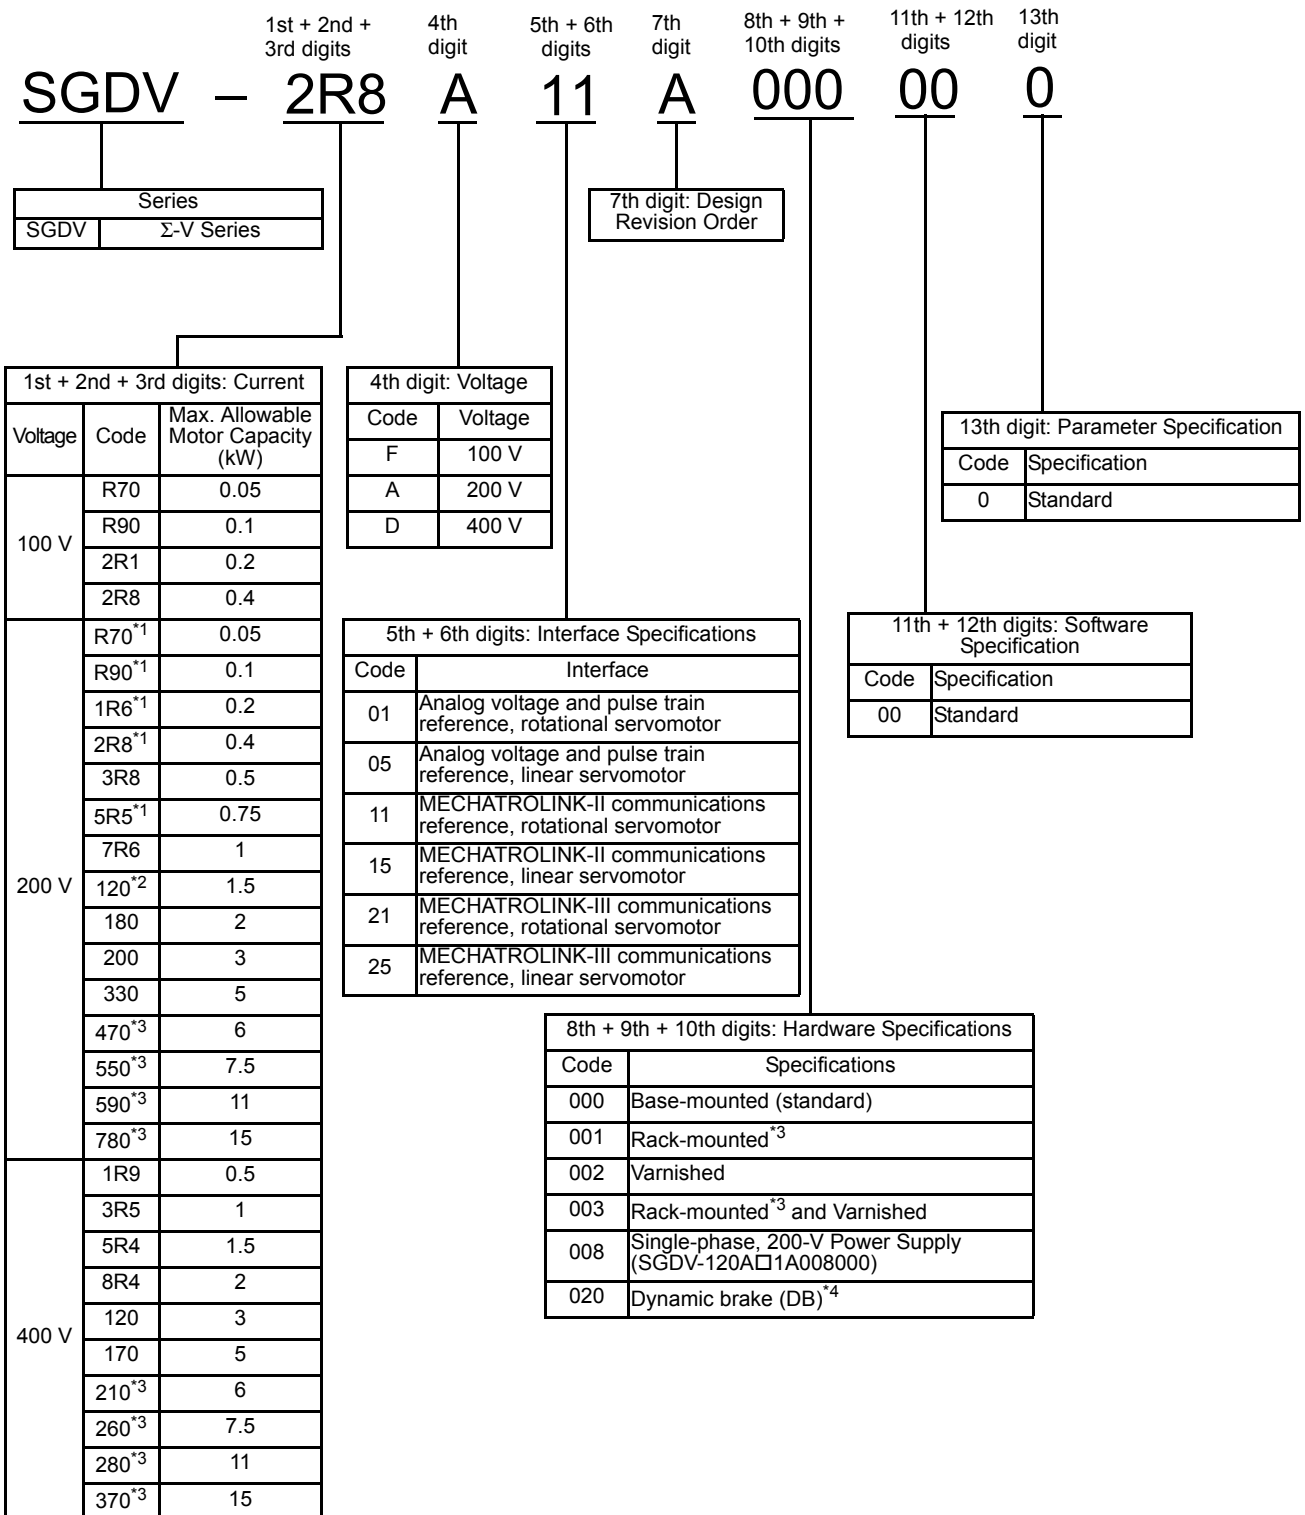 1st + 2nd +
3rd digits
4th
digit
5th + 6th
digits
7th
digit
8th + 9th +
10th digits
11th + 12th
digits
13th
digit
SGDV – 2R8 A 11 A 000 00 0
Series
SGDV Σ-V Series
7th digit: Design
Revision Order
1st + 2nd + 3rd digits: Current
Voltage Code Max. Allowable
Motor Capacity
(kW)
100 V
R70 0.05
R90 0.1
2R1 0.2
2R8 0.4
200 V
R70*1 0.05
R90*1 0.1
1R6*1 0.2
2R8*1 0.4
3R8 0.5
5R5*1 0.75
7R6 1
120*2 1.5
180 2
200 3
330 5
470*3 6
550*3 7.5
590*3 11
780*3 15
400 V
1R9 0.5
3R5 1
5R4 1.5
8R4 2
120 3
170 5
210*3 6
260*3 7.5
280*3 11
370*3 15
4th digit: Voltage
Code Voltage
F 100 V
A 200 V
D 400 V
5th + 6th digits: Interface Specifications
Code Interface
01 Analog voltage and pulse train
reference, rotational servomotor
05 Analog voltage and pulse train
reference, linear servomotor
11 MECHATROLINK-II communications
reference, rotational servomotor
15 MECHATROLINK-II communications
reference, linear servomotor
21 MECHATROLINK-III communications
reference, rotational servomotor
25 MECHATROLINK-III communications
reference, linear servomotor
13th digit: Parameter Specification
Code Specification
0 Standard
11th + 12th digits: Software
Specification
Code Specification
00 Standard
8th + 9th + 10th digits: Hardware Specifications
Code Specifications
000 Base-mounted (standard)
001 Rack-mounted*3
002 Varnished
003 Rack-mounted*3 and Varnished
008 Single-phase, 200-V Power Supply
(SGDV-120A□1A008000)
020 Dynamic brake (DB)*4